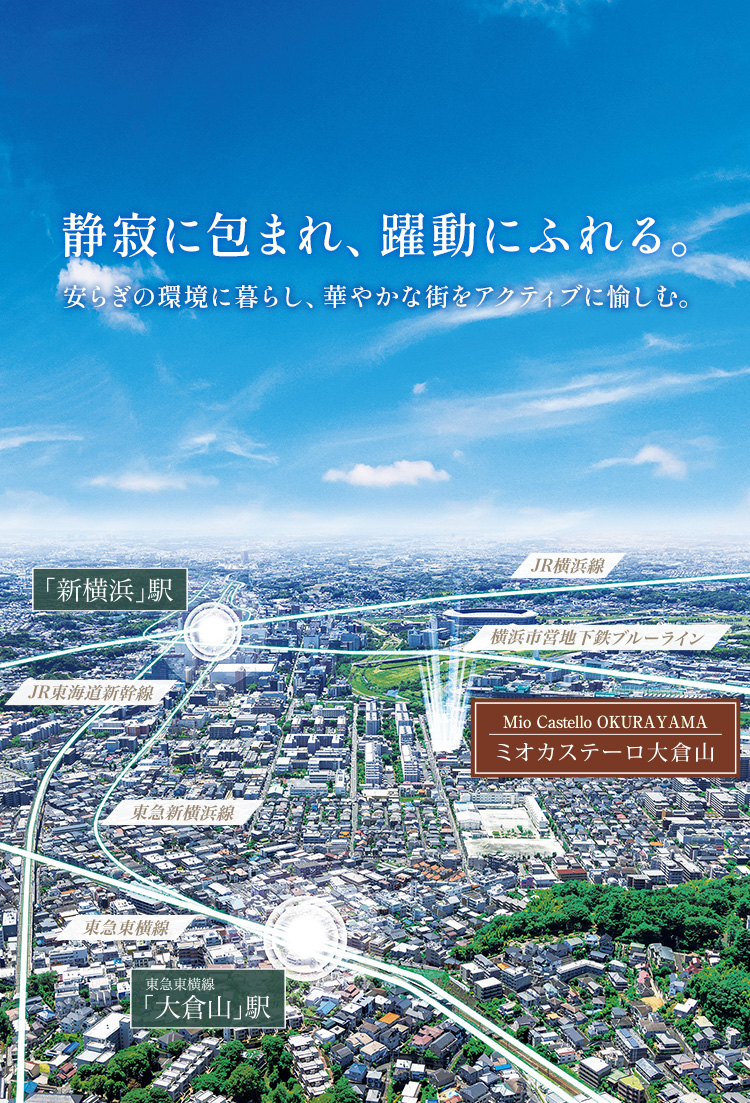 静寂に包まれ、躍動にふれる。
安らぎの環境に暮らし、華やかな街をアクティブに愉しむ。
JR横浜線
「新横浜」駅
横浜市営地下鉄ブルーライン
JR東海道新幹線
Mio Castello OKURAYAMA
ミオカステーロ大倉山
東急新横浜線
東急東横線
東急東横線
「大倉山」駅